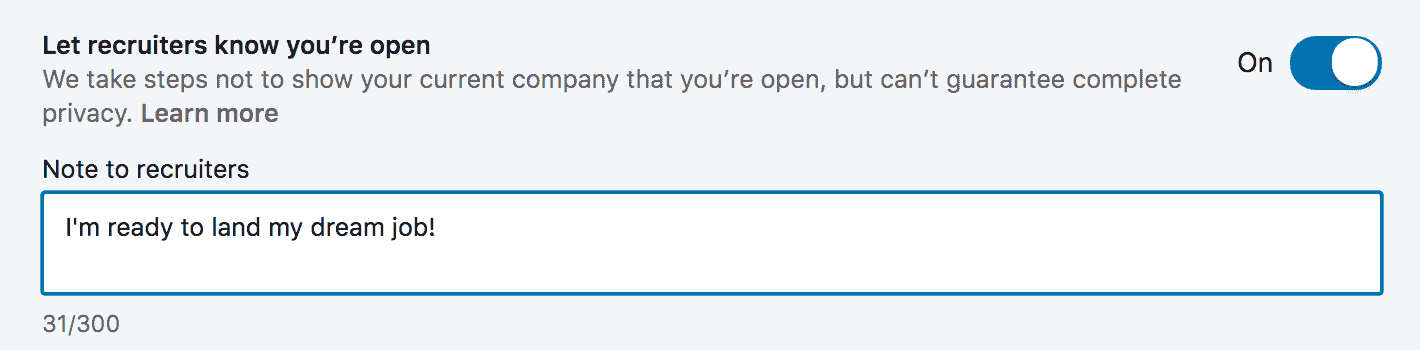 Let recruiters know you’re open
We take steps not to show your current company that you’re open, but can’t guarantee complete
privacy. Learn more
On
Note to recruiters
I'm ready to land my dream job!
31/300